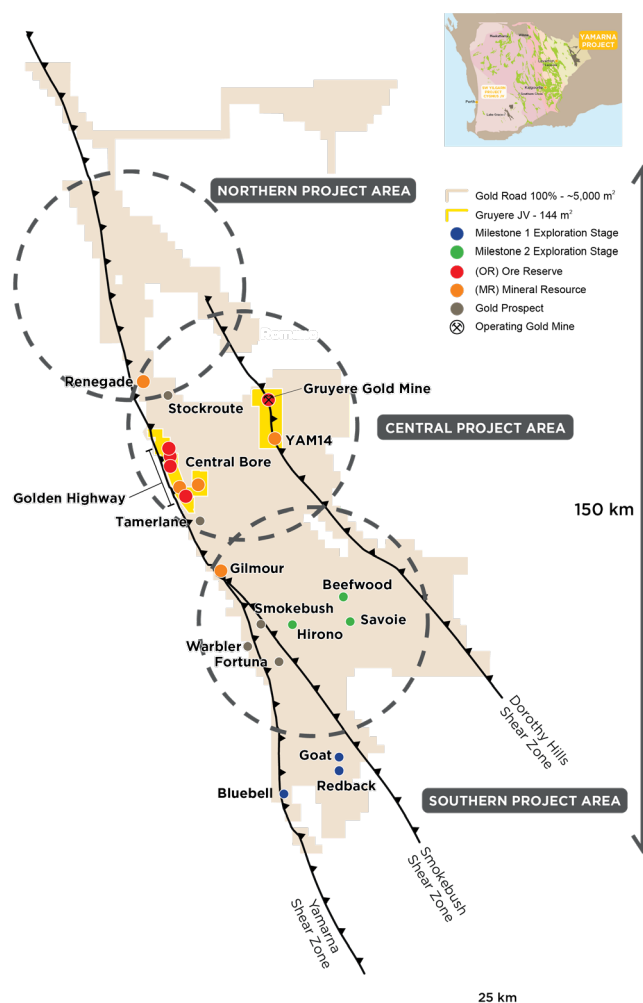 YAMARNA
PROJECT
Kalgoorlie
Perth
NORTHERN PROJECT AREA
Gold Road 100% - ~5,000 m²
Gruyere JV - 144 m²
Milestone 1 Exploration Stage
Milestone 2 Exploration Stage
(OR) Ore Reserve
(MR) Mineral Resource
Gold Prospect
Operating Gold Mine
Renegade
Stockroute
Gruyere Gold Mine
CENTRAL PROJECT AREA
YAM14
Central Bore
Golden Highway
Tamerlane
150 km
Gilmour
Beefwood
Smokebush
Savoie
Hirono
Warbler
Fortuna
Dorothy Hills
Shear Zone
Goat
Redback
Bluebell
SOUTHERN PROJECT AREA
Smokebush
Shear Zone
Yamarna
Shear Zone
25 km